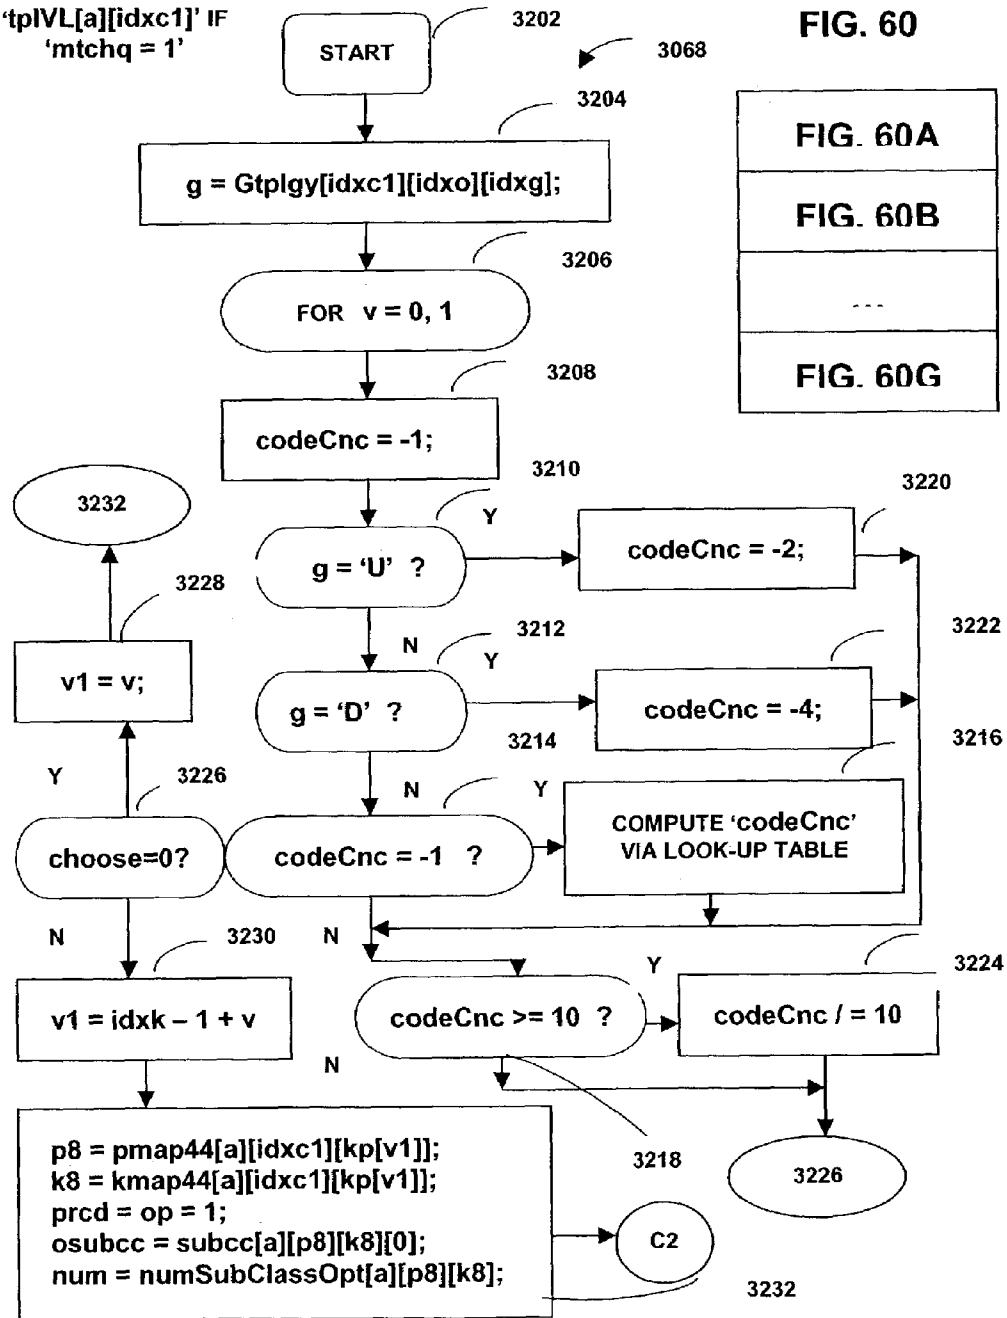 'tplVL[a][idxc1]' IF
'mtchq = 1'
START
3202
3068
FIG. 60
FIG. 60A
FIG. 60B
...
FIG. 60G
3204
g = Gtplgy[idxc1][idxo][idxg];
3206
FOR v = 0, 1
3208
codeCnc = -1;
3210
3232
g = 'U' ?
Y
codeCnc = -2;
3220
3228
N
3212
v1 = v;
g = 'D' ?
Y
codeCnc = -4;
3222
3214
3216
Y
3226
N
Y
choose=0?
codeCnc = -1 ?
COMPUTE 'codeCnc'
VIA LOOK-UP TABLE
N
3230
N
Y
3224
v1 = idxk – 1 + v
codeCnc >= 10 ?
codeCnc / = 10
N
3218
3226
p8 = pmap44[a][idxc1][kp[v1]];
k8 = kmap44[a][idxc1][kp[v1]];
prcd = op = 1;
osubcc = subcc[a][p8][k8][0];
num = numSubClassOpt[a][p8][k8];
C2
3232